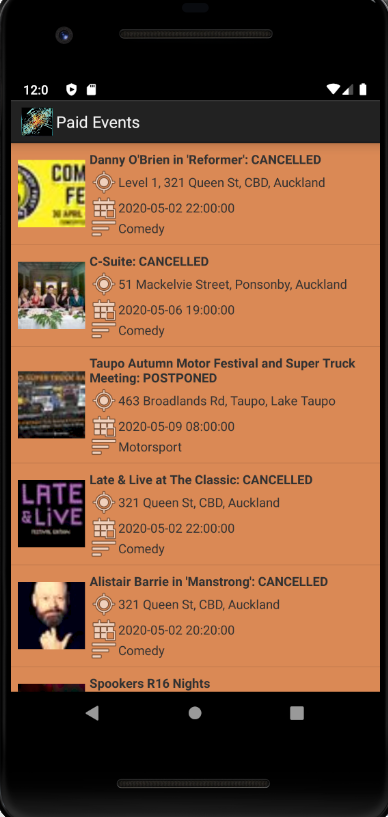 12:0
Paid Events
COM
FE
30 APRIL
Danny O'Brien in 'Reformer': CANCELLED
Level 1, 321 Queen St, CBD, Auckland
2020-05-02 22:00:00
Comedy
C-Suite: CANCELLED
51 Mackelvie Street, Ponsonby, Auckland
2020-05-06 19:00:00
Comedy
Taupo Autumn Motor Festival and Super Truck
Meeting: POSTPONED
463 Broadlands Rd, Taupo, Lake Taupo
2020-05-09 08:00:00
Motorsport
LATE
& LIVE
FESTIVAL EDITION
Late & Live at The Classic: CANCELLED
321 Queen St, CBD, Auckland
2020-05-02 22:00:00
Comedy
Alistair Barrie in 'Manstrong': CANCELLED
321 Queen St, CBD, Auckland
2020-05-02 20:20:00
Comedy
Spookers R16 Nights